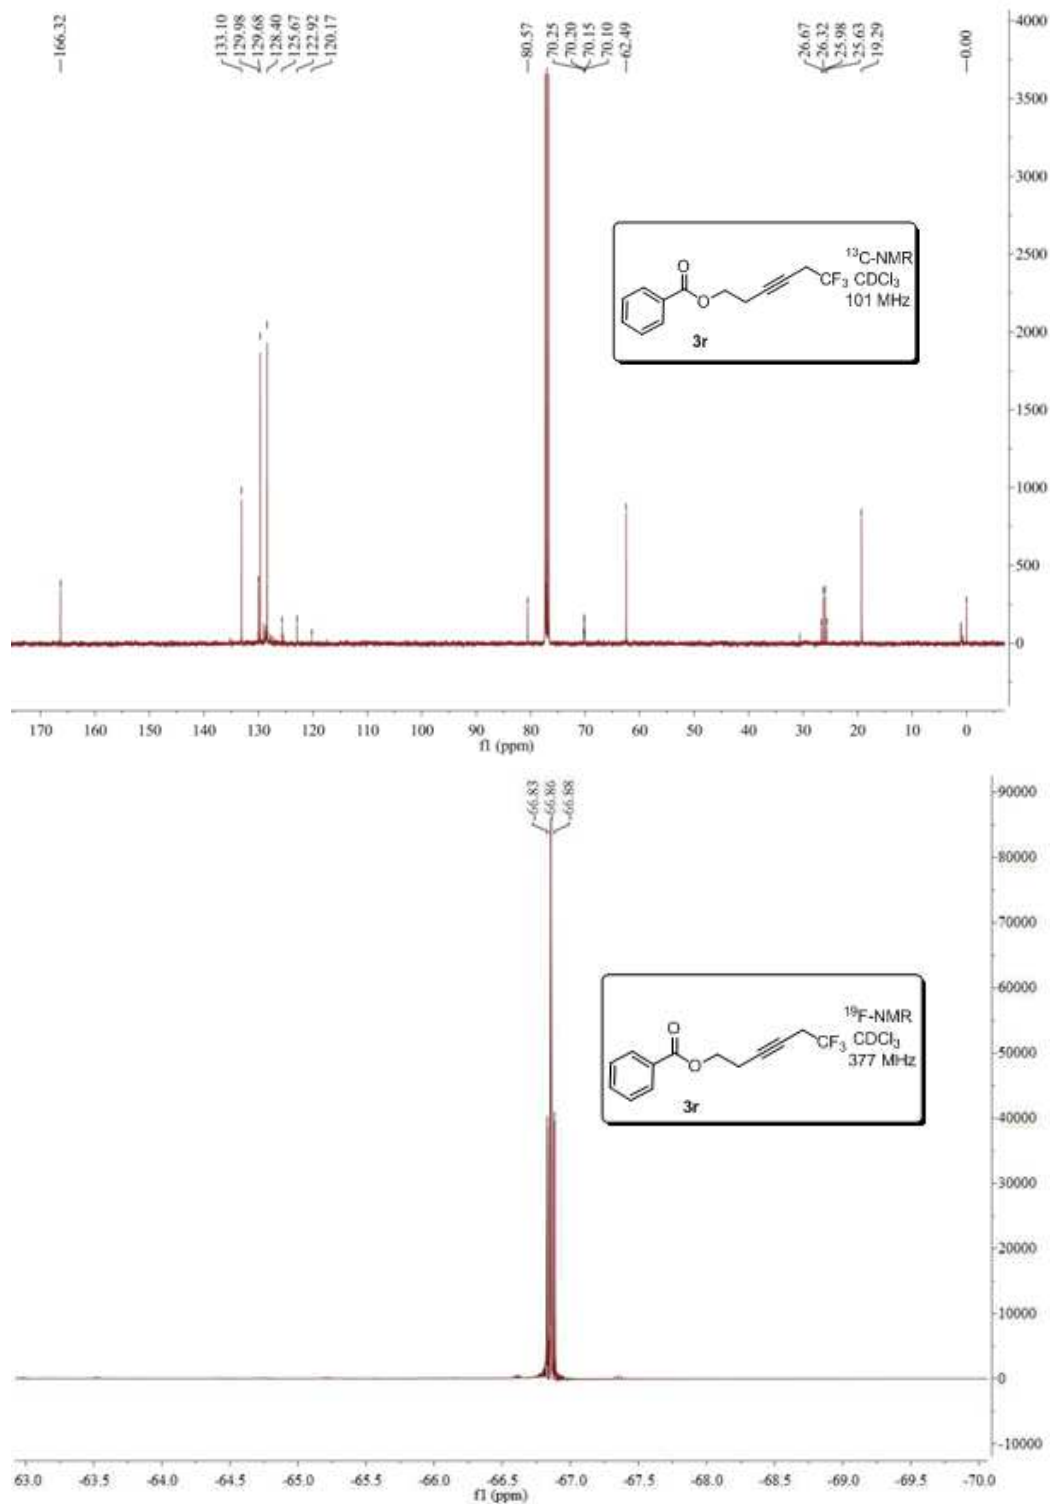 —166.32
133.10
129.98
129.68
128.40
125.67
122.92
120.17
—80.57
70.25
70.20
70.15
70.10
—62.49
26.67
26.32
25.98
25.63
19.29
—0.00
4000
3500
3000
2500
2000
1500
1000
500
0
¹³C-NMR
O
O
CF₃ CDCl₃
101 MHz
3r
170 160 150 140 130 120 110 100 90 80 70 60 50 40 30 20 10 0
f1 (ppm)
-66.83
-66.86
-66.88
90000
80000
70000
60000
50000
40000
30000
20000
10000
0
-10000
¹⁹F-NMR
O
O
CF₃ CDCl₃
377 MHz
3r
63.0 -63.5 -64.0 -64.5 -65.0 -65.5 -66.0 -66.5 -67.0 -67.5 -68.0 -68.5 -69.0 -69.5 -70.0
f1 (ppm)